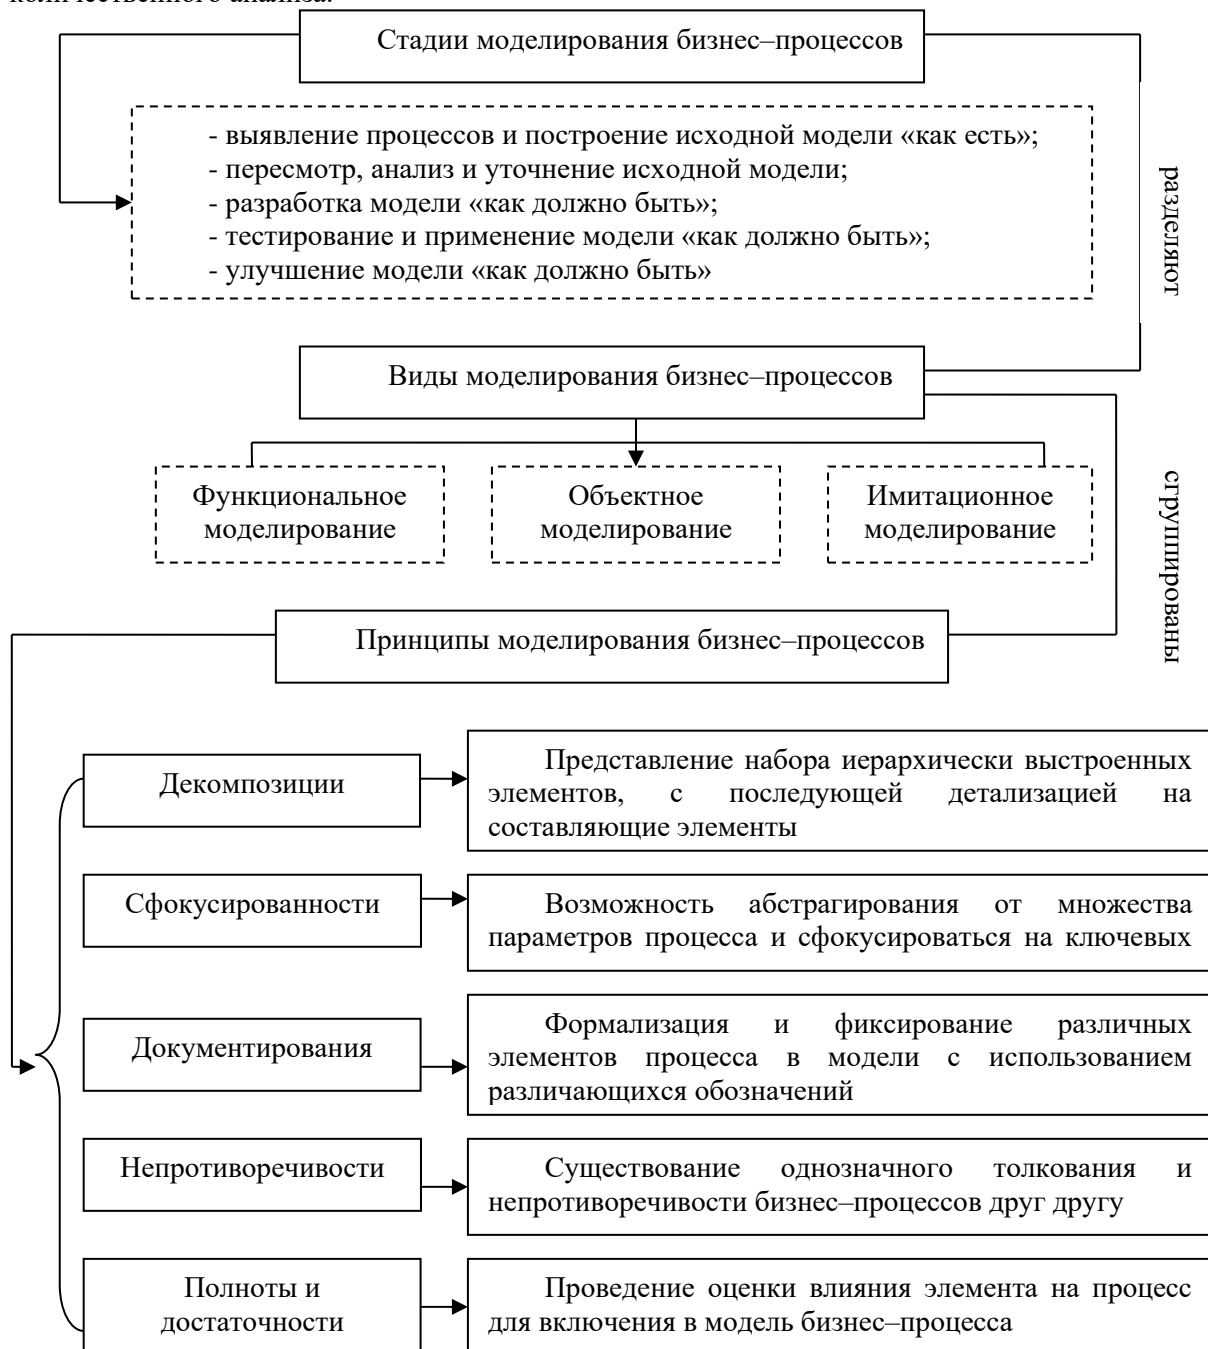 количественного анализа.
Стадии моделирования бизнес–процессов
- выявление процессов и построение исходной модели «как есть»;
- пересмотр, анализ и уточнение исходной модели;
- разработка модели «как должно быть»;
- тестирование и применение модели «как должно быть»;
- улучшение модели «как должно быть»
разделяют
Виды моделирования бизнес–процессов
Функциональное
моделирование
Объектное
моделирование
Имитационное
моделирование
сгруппированы
Принципы моделирования бизнес–процессов
Декомпозиции
Представление набора иерархически выстроенных
элементов, с последующей детализацией на
составляющие элементы
Сфокусированности
Возможность абстрагирования от множества
параметров процесса и сфокусироваться на ключевых
Документирования
Формализация и фиксирование различных
элементов процесса в модели с использованием
различающихся обозначений
Непротиворечивости
Существование однозначного толкования и
непротиворечивости бизнес–процессов друг другу
Полноты и
достаточности
Проведение оценки влияния элемента на процесс
для включения в модель бизнес–процесса